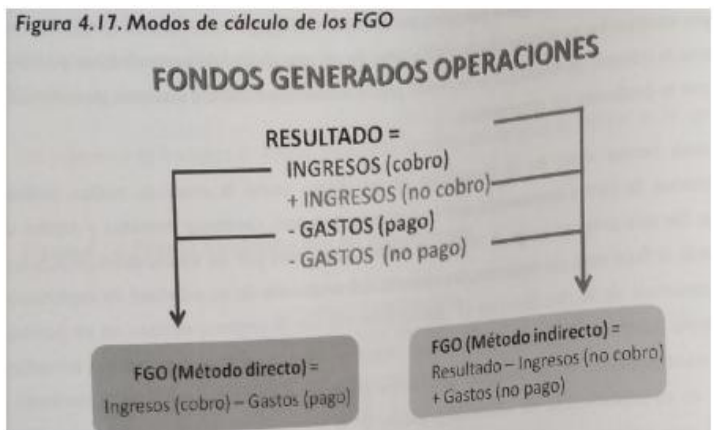 Figura 4.17. Modos de cálculo de los FGO
FONDOS GENERADOS OPERACIONES
RESULTADO =
INGRESOS (cobro)
+ INGRESOS (no cobro)
- GASTOS (pago)
- GASTOS (no pago)
FGO (Método directo) =
Ingresos (cobro) – Gastos (pago)
FGO (Método indirecto) =
Resultado – Ingresos (no cobro)
+ Gastos (no pago)